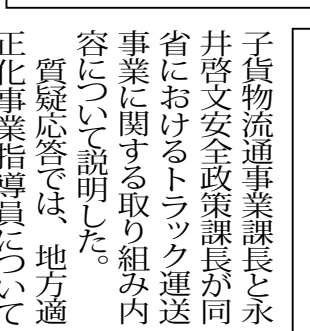 子貨物流通事業課長と永
井啓文安全政策課長が同
省におけるトラック運送
事業に関する取り組み内
容について説明した。
質疑応答では、地方適
正化事業指導員について